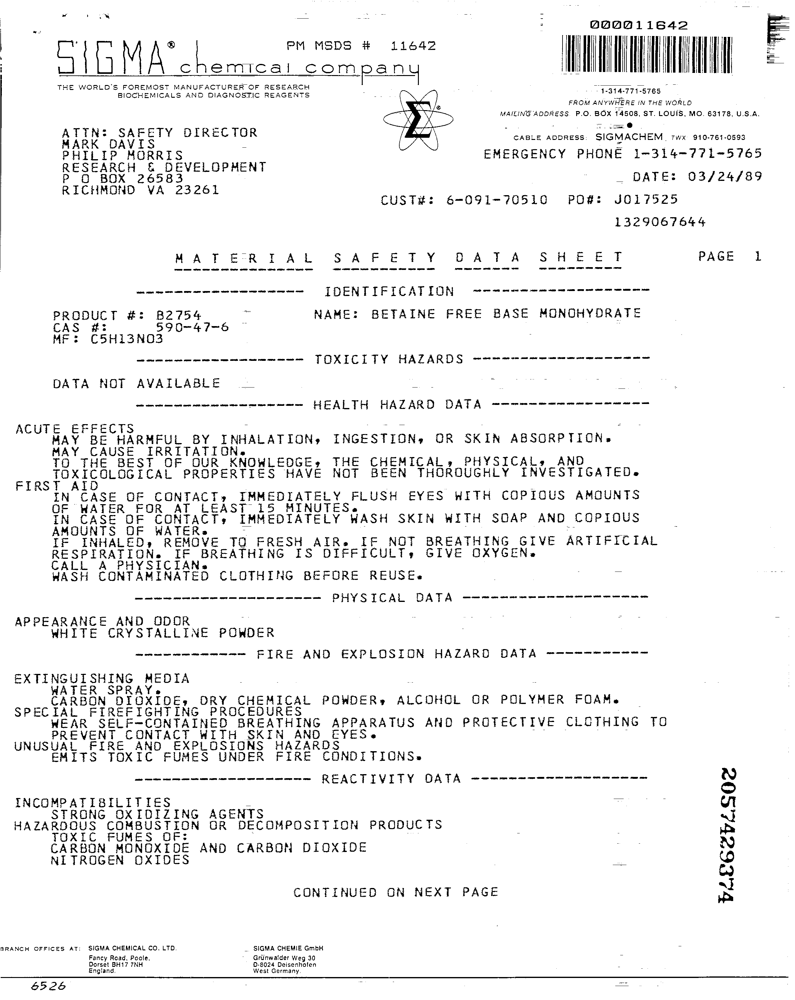 000011642
SIGMA® chemical company
PM MSDS # 11642
THE WORLD'S FOREMOST MANUFACTURER OF RESEARCH
BIOCHEMICALS AND DIAGNOSTIC REAGENTS
Σ
®
1-314-771-5765
FROM ANYWHERE IN THE WORLD
MAILING ADDRESS P.O. BOX 14508, ST. LOUIS, MO. 63178, U.S.A.
CABLE ADDRESS: SIGMACHEM, TWX 910-761-0593
EMERGENCY PHONE 1-314-771-5765
ATTN: SAFETY DIRECTOR
MARK DAVIS
PHILIP MORRIS
RESEARCH & DEVELOPMENT
P O BOX 26583
RICHMOND VA 23261
DATE: 03/24/89
CUST#: 6-091-70510 PO#: J017525
1329067644
MATERIAL SAFETY DATA SHEET PAGE 1
------------------ IDENTIFICATION -------------------
PRODUCT #: B2754 NAME: BETAINE FREE BASE MONOHYDRATE
CAS #: 590-47-6
MF: C5H13NO3
------------------ TOXICITY HAZARDS -------------------
DATA NOT AVAILABLE
------------------ HEALTH HAZARD DATA -----------------
ACUTE EFFECTS
MAY BE HARMFUL BY INHALATION, INGESTION, OR SKIN ABSORPTION.
MAY CAUSE IRRITATION.
TO THE BEST OF OUR KNOWLEDGE, THE CHEMICAL, PHYSICAL, AND
TOXICOLOGICAL PROPERTIES HAVE NOT BEEN THOROUGHLY INVESTIGATED.
FIRST AID
IN CASE OF CONTACT, IMMEDIATELY FLUSH EYES WITH COPIOUS AMOUNTS
OF WATER FOR AT LEAST 15 MINUTES.
IN CASE OF CONTACT, IMMEDIATELY WASH SKIN WITH SOAP AND COPIOUS
AMOUNTS OF WATER.
IF INHALED, REMOVE TO FRESH AIR. IF NOT BREATHING GIVE ARTIFICIAL
RESPIRATION. IF BREATHING IS DIFFICULT, GIVE OXYGEN.
CALL A PHYSICIAN.
WASH CONTAMINATED CLOTHING BEFORE REUSE.
-------------------- PHYSICAL DATA --------------------
APPEARANCE AND ODOR
WHITE CRYSTALLINE POWDER
------------ FIRE AND EXPLOSION HAZARD DATA -----------
EXTINGUISHING MEDIA
WATER SPRAY.
CARBON DIOXIDE, DRY CHEMICAL POWDER, ALCOHOL OR POLYMER FOAM.
SPECIAL FIREFIGHTING PROCEDURES
WEAR SELF-CONTAINED BREATHING APPARATUS AND PROTECTIVE CLOTHING TO
PREVENT CONTACT WITH SKIN AND EYES.
UNUSUAL FIRE AND EXPLOSIONS HAZARDS
EMITS TOXIC FUMES UNDER FIRE CONDITIONS.
------------------- REACTIVITY DATA -------------------
INCOMPATIBILITIES
STRONG OXIDIZING AGENTS
HAZARDOUS COMBUSTION OR DECOMPOSITION PRODUCTS
TOXIC FUMES OF:
CARBON MONOXIDE AND CARBON DIOXIDE
NITROGEN OXIDES
CONTINUED ON NEXT PAGE
2057429374
BRANCH OFFICES AT: SIGMA CHEMICAL CO. LTD. SIGMA CHEMIE GmbH
Fancy Road, Poole, Grünwalder Weg 30
Dorset BH17 7NH D-8024 Deisenhofen
England. West Germany.
6526